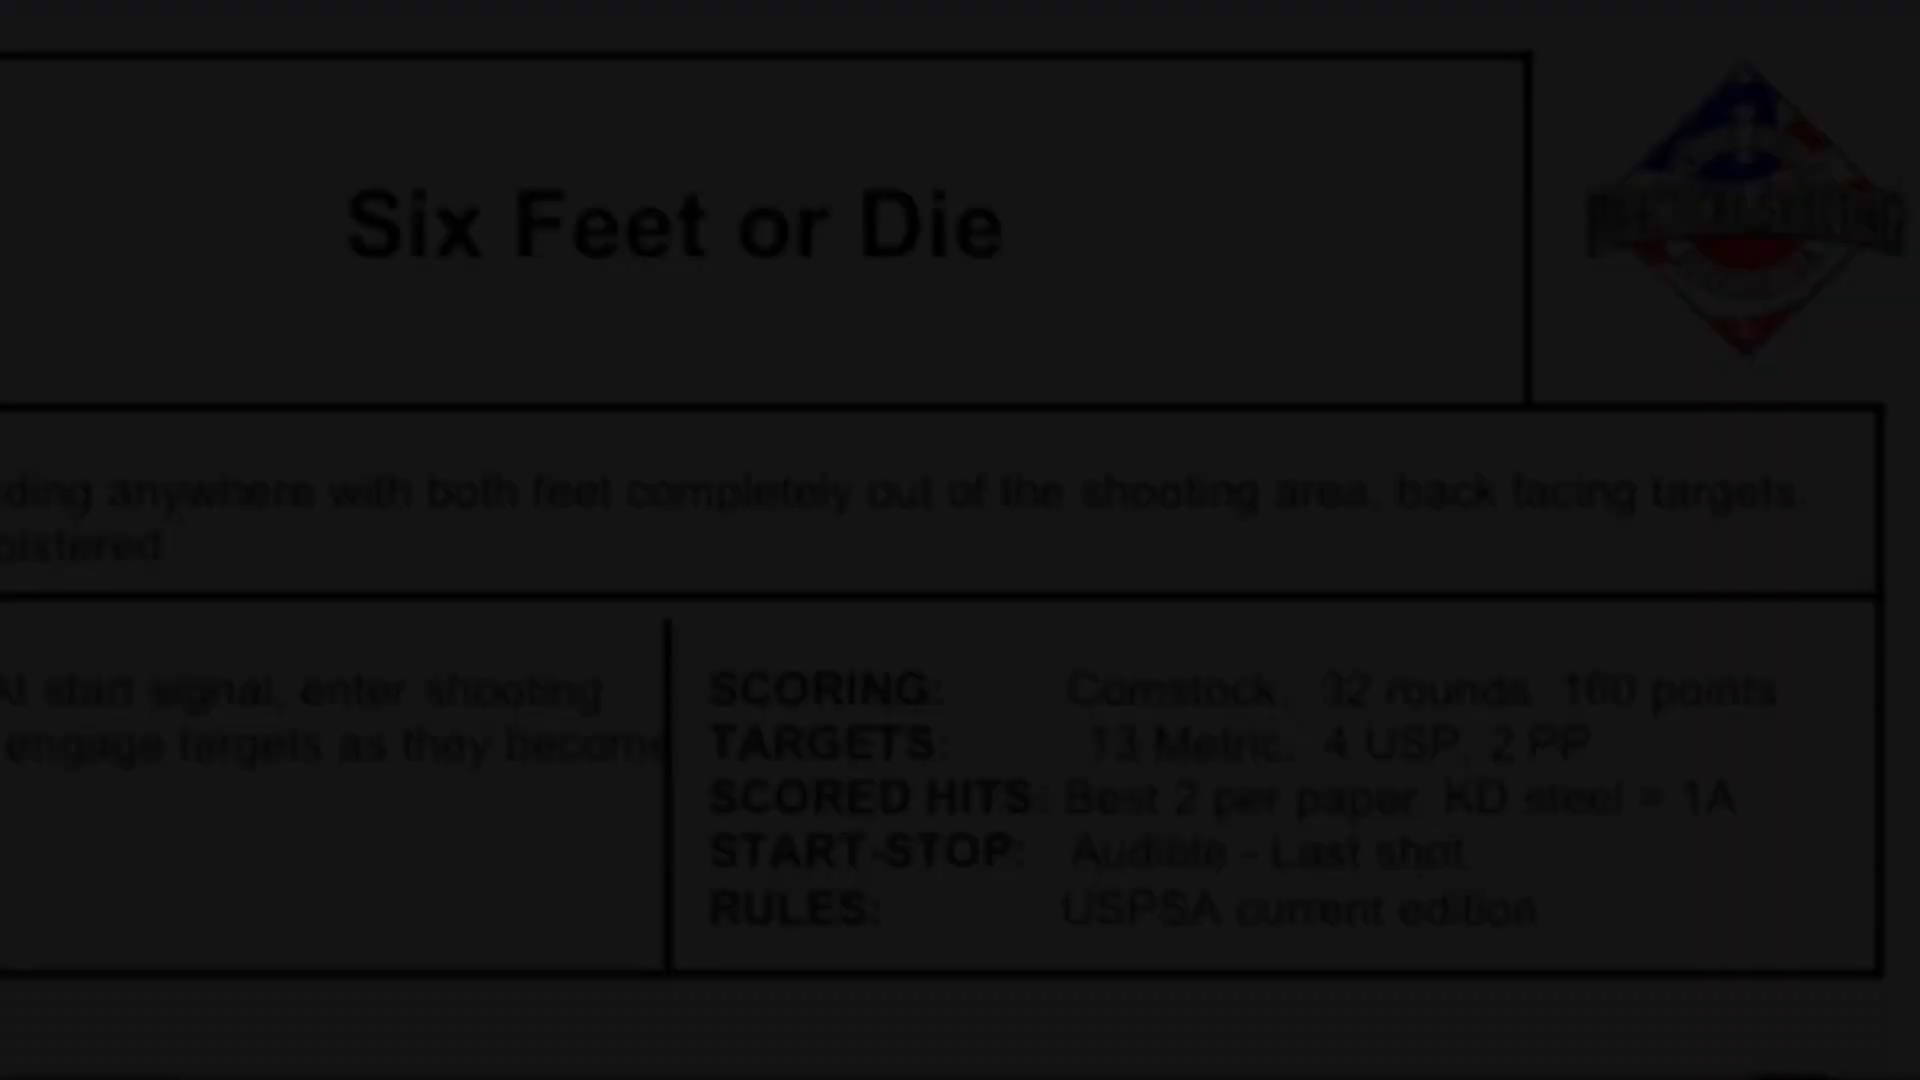 Six Feet or Die
anywhere with both feet completely out of the shooting area, back facing targets.
At start signal, enter shooting
engage targets as they become
SCORING: Comstock, 32 rounds, 160 points
TARGETS: 13 Metric, 4 USP, 2 PP
SCORED HITS: Best 2 per paper, KD steel = 1A
START-STOP: Audible - Last shot
RULES: USPSA current edition